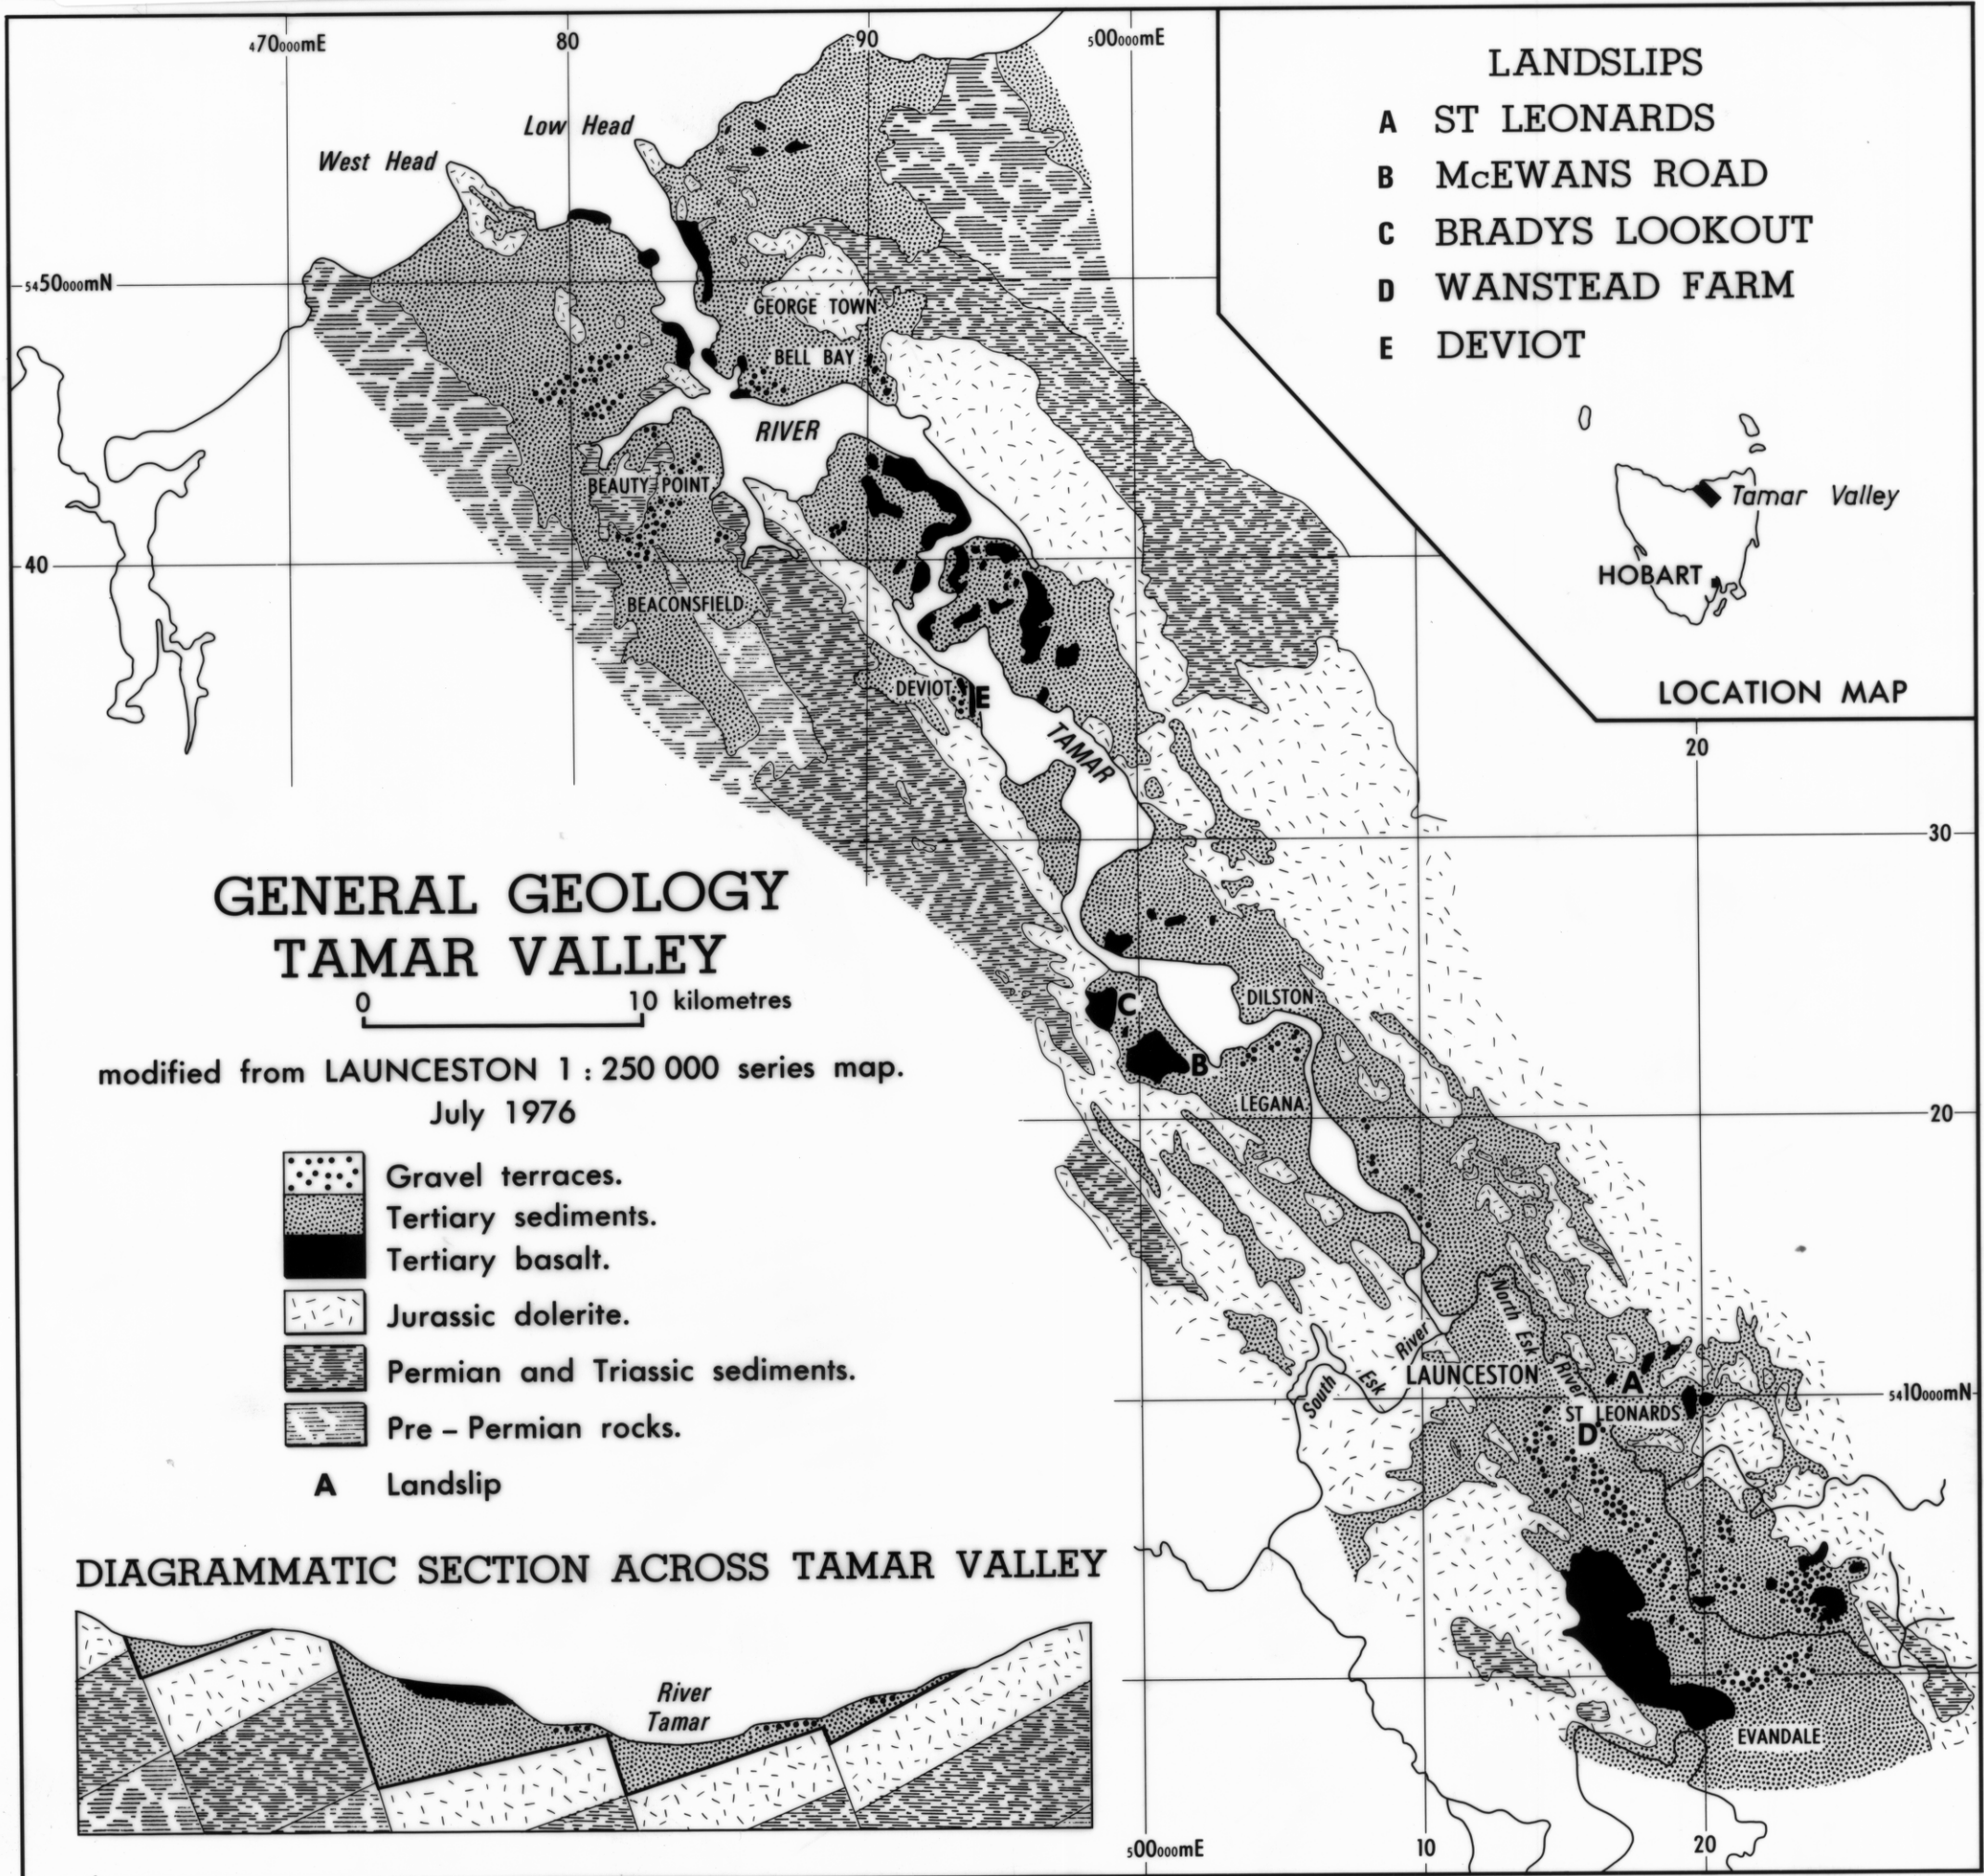 470000mE
80
90
500000mE
LANDSLIPS
A ST LEONARDS
B McEWANS ROAD
C BRADYS LOOKOUT
D WANSTEAD FARM
E DEVIOT
Low Head
West Head
5450000mN
GEORGE TOWN
BELL BAY
RIVER
BEAUTY POINT
Tamar Valley
HOBART
40
BEACONSFIELD
DEVIOT
E
LOCATION MAP
TAMAR
20
30
GENERAL GEOLOGY
TAMAR VALLEY
0 10 kilometres
modified from LAUNCESTON 1 : 250 000 series map.
July 1976
C
DILSTON
B
LEGANA
20
Gravel terraces.
Tertiary sediments.
Tertiary basalt.
Jurassic dolerite.
Permian and Triassic sediments.
Pre – Permian rocks.
A Landslip
North Esk River
South Esk River
LAUNCESTON
A
5410000mN
ST LEONARDS
D
DIAGRAMMATIC SECTION ACROSS TAMAR VALLEY
River
Tamar
EVANDALE
500000mE
10
20